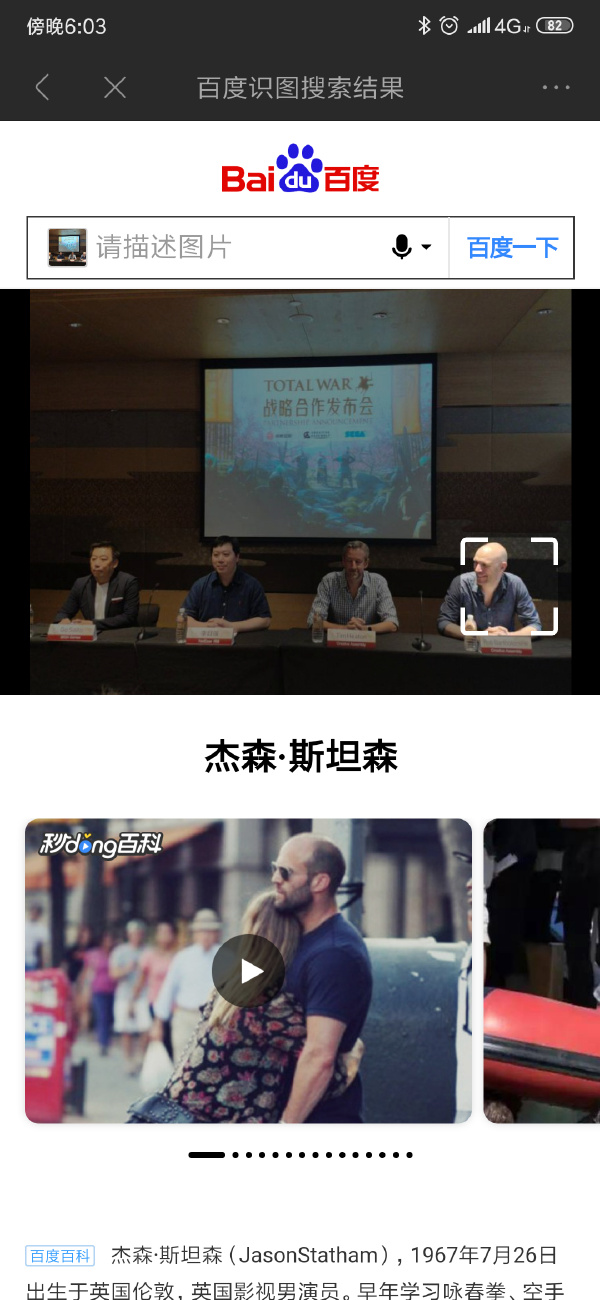 傍晚6:03
4G 82
百度识图搜索结果
Bai du 百度
请描述图片
百度一下
TOTAL WAR
战略合作发布会
PARTNERSHIP ANNOUNCEMENT
SEGA
杰森·斯坦森
秒dong百科
百度百科 杰森·斯坦森（JasonStatham），1967年7月26日
出生于英国伦敦，英国影视男演员。早年学习咏春拳、空手